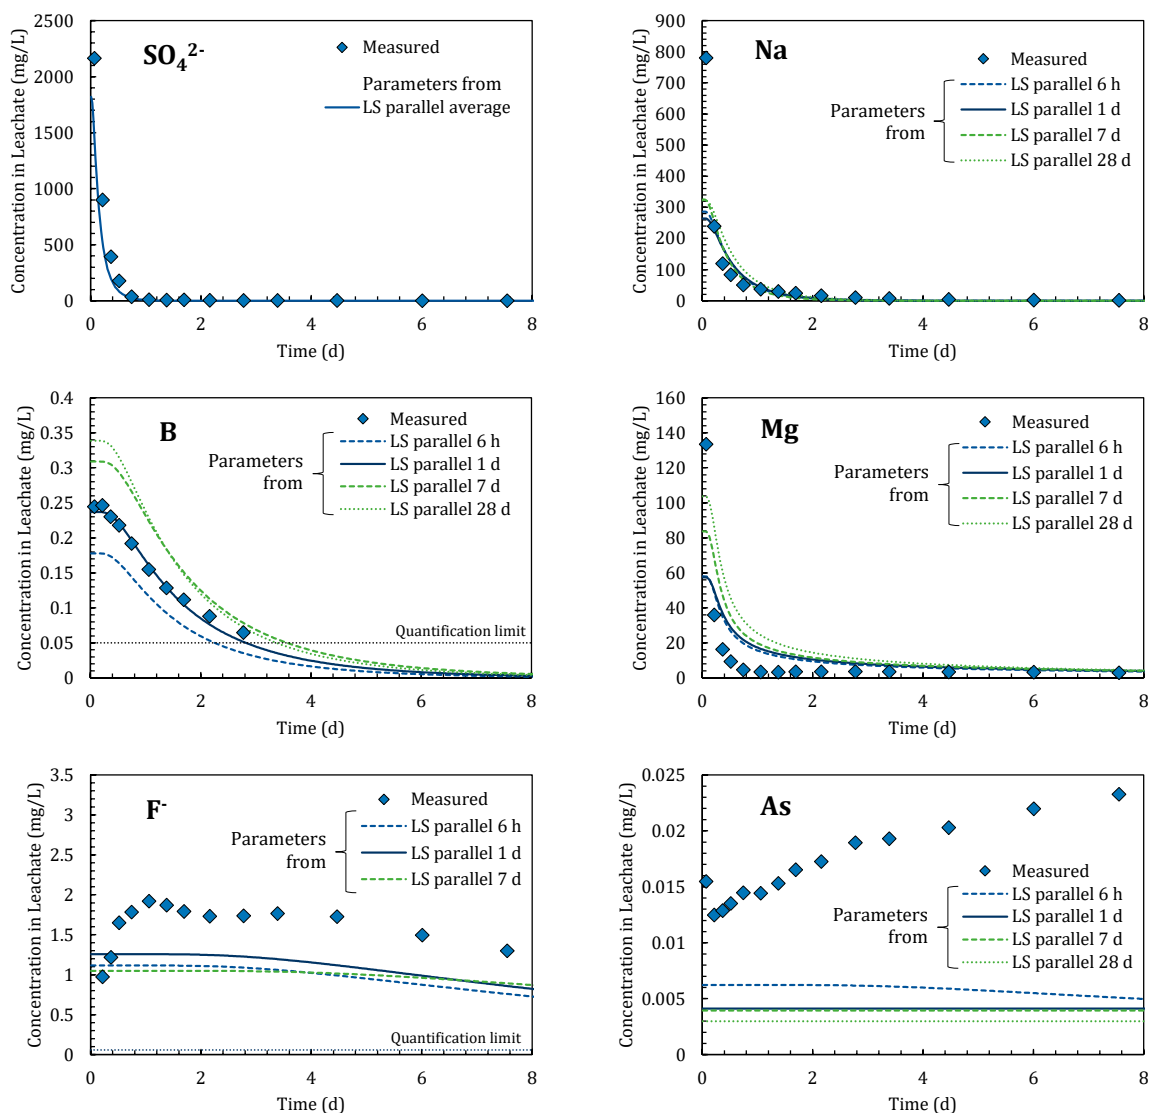 SO₄²⁻
Measured
Parameters from
LS parallel average
Concentration in Leachate (mg/L)
2500
2000
1500
1000
500
0
0 2 4 6 8
Time (d)
Na
Measured
Parameters
from
LS parallel 6 h
LS parallel 1 d
LS parallel 7 d
LS parallel 28 d
Concentration in Leachate (mg/L)
900
800
700
600
500
400
300
200
100
0
0 2 4 6 8
Time (d)
B
Measured
Parameters
from
LS parallel 6 h
LS parallel 1 d
LS parallel 7 d
LS parallel 28 d
Quantification limit
Concentration in Leachate (mg/L)
0.4
0.35
0.3
0.25
0.2
0.15
0.1
0.05
0
0 2 4 6 8
Time (d)
Mg
Measured
Parameters
from
LS parallel 6 h
LS parallel 1 d
LS parallel 7 d
LS parallel 28 d
Concentration in Leachate (mg/L)
160
140
120
100
80
60
40
20
0
0 2 4 6 8
Time (d)
F⁻
Measured
Parameters
from
LS parallel 6 h
LS parallel 1 d
LS parallel 7 d
Quantification limit
Concentration in Leachate (mg/L)
3.5
3
2.5
2
1.5
1
0.5
0
0 2 4 6 8
Time (d)
As
Measured
Parameters
from
LS parallel 6 h
LS parallel 1 d
LS parallel 7 d
LS parallel 28 d
Concentration in Leachate (mg/L)
0.025
0.02
0.015
0.01
0.005
0.000
0 2 4 6 8
Time (d)